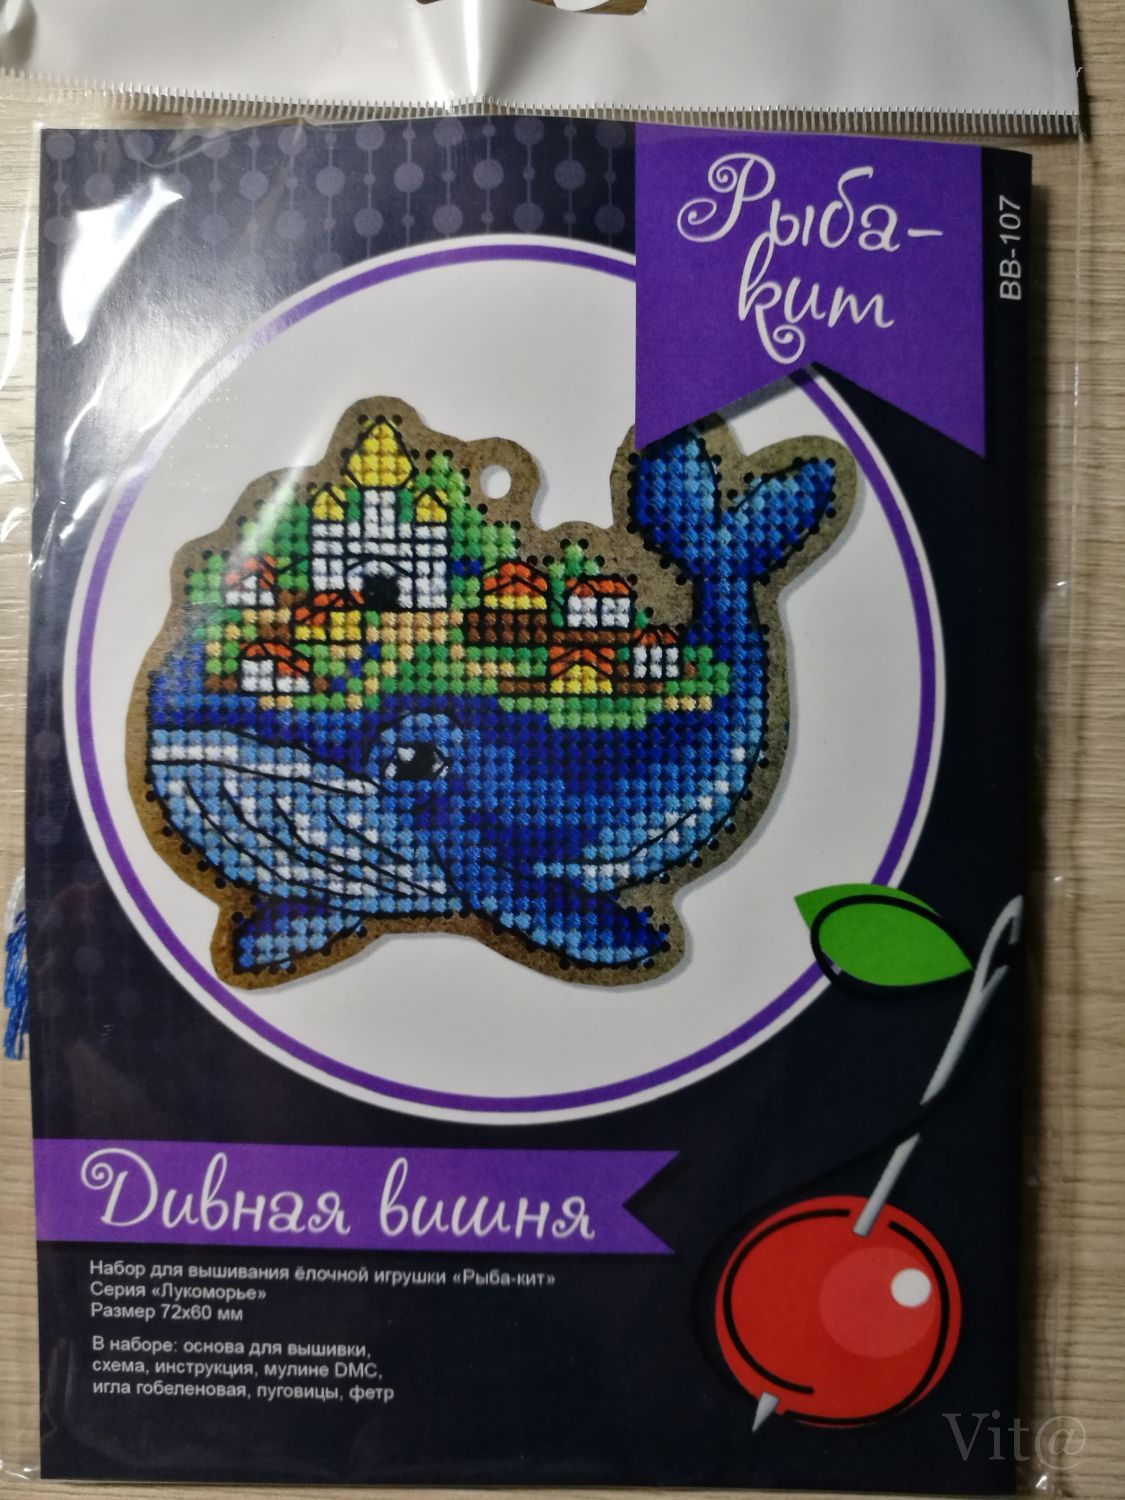 Рыба-
кит
ВВ-107
Дивная вишня
Набор для вышивания ёлочной игрушки «Рыба-кит»
Серия «Лукоморье»
Размер 72х60 мм
В наборе: основа для вышивки,
схема, инструкция, мулине DMC,
игла гобеленовая, пуговицы, фетр
Vit@